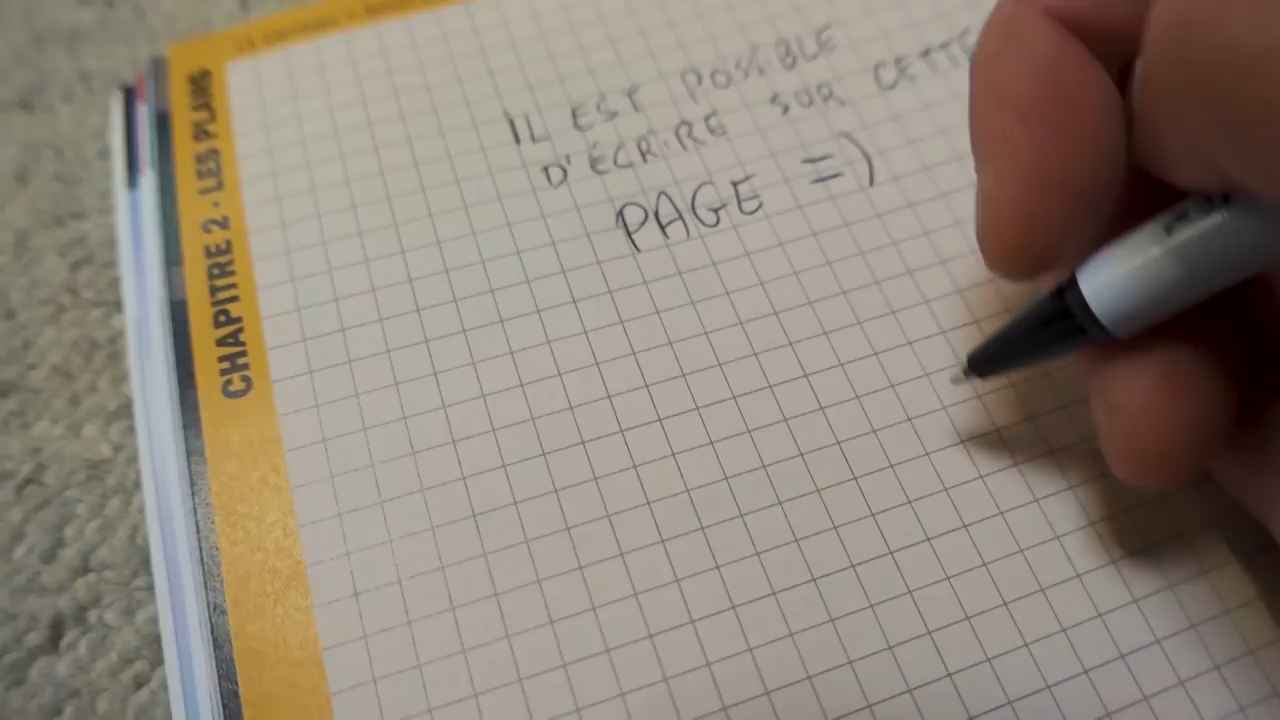 CHAPITRE 2 · LES PLANS
IL EST POSSIBLE
D'ÉCRIRE SUR CETTE
PAGE =)